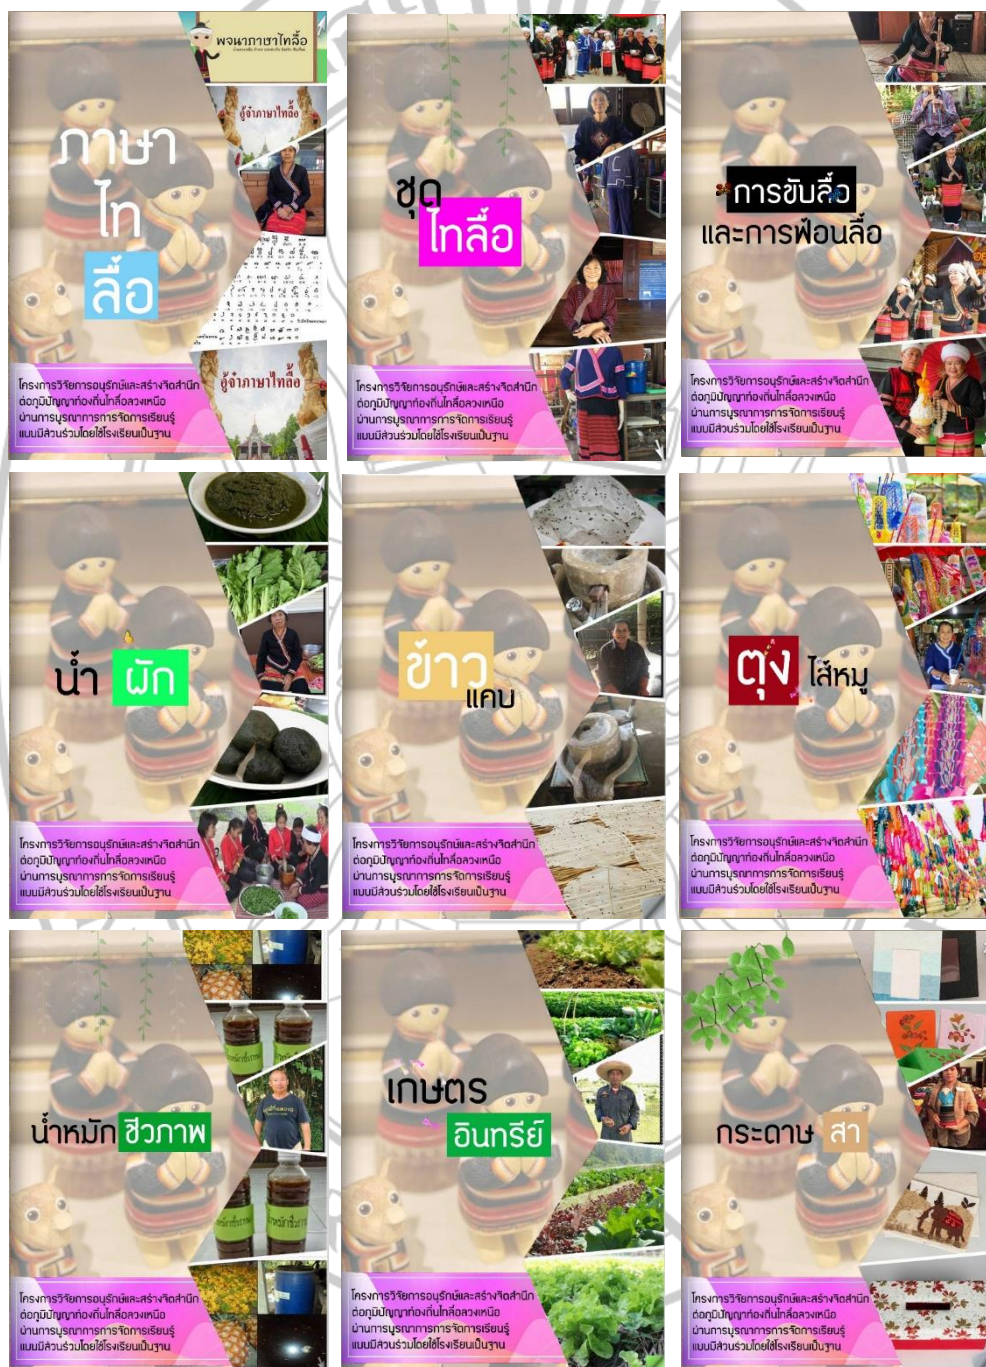 พจนาภาษาไทลื้อ
ภาษา
ไท
ลื้อ
อู้จ๋าภาษาไทลื้อ
อู้จ๋าภาษาไทลื้อ
โครงการวิจัยการอนุรักษ์และสร้างจิตสำนึก
ต่อภูมิปัญญาท้องถิ่นไทลื้อลวงเหนือ
ผ่านการบูรณาการการจัดการเรียนรู้
แบบมีส่วนร่วมโดยใช้โรงเรียนเป็นฐาน
ชุด
ไทลื้อ
โครงการวิจัยการอนุรักษ์และสร้างจิตสำนึก
ต่อภูมิปัญญาท้องถิ่นไทลื้อลวงเหนือ
ผ่านการบูรณาการการจัดการเรียนรู้
แบบมีส่วนร่วมโดยใช้โรงเรียนเป็นฐาน
การขับลื้อ
และการฟ้อนลื้อ
โครงการวิจัยการอนุรักษ์และสร้างจิตสำนึก
ต่อภูมิปัญญาท้องถิ่นไทลื้อลวงเหนือ
ผ่านการบูรณาการการจัดการเรียนรู้
แบบมีส่วนร่วมโดยใช้โรงเรียนเป็นฐาน
น้ำ ผัก
โครงการวิจัยการอนุรักษ์และสร้างจิตสำนึก
ต่อภูมิปัญญาท้องถิ่นไทลื้อลวงเหนือ
ผ่านการบูรณาการการจัดการเรียนรู้
แบบมีส่วนร่วมโดยใช้โรงเรียนเป็นฐาน
ข้าว
แคบ
โครงการวิจัยการอนุรักษ์และสร้างจิตสำนึก
ต่อภูมิปัญญาท้องถิ่นไทลื้อลวงเหนือ
ผ่านการบูรณาการการจัดการเรียนรู้
แบบมีส่วนร่วมโดยใช้โรงเรียนเป็นฐาน
ตุง ไส้หมู
โครงการวิจัยการอนุรักษ์และสร้างจิตสำนึก
ต่อภูมิปัญญาท้องถิ่นไทลื้อลวงเหนือ
ผ่านการบูรณาการการจัดการเรียนรู้
แบบมีส่วนร่วมโดยใช้โรงเรียนเป็นฐาน
น้ำหมัก ชีวภาพ
โครงการวิจัยการอนุรักษ์และสร้างจิตสำนึก
ต่อภูมิปัญญาท้องถิ่นไทลื้อลวงเหนือ
ผ่านการบูรณาการการจัดการเรียนรู้
แบบมีส่วนร่วมโดยใช้โรงเรียนเป็นฐาน
เกษตร
อินทรีย์
โครงการวิจัยการอนุรักษ์และสร้างจิตสำนึก
ต่อภูมิปัญญาท้องถิ่นไทลื้อลวงเหนือ
ผ่านการบูรณาการการจัดการเรียนรู้
แบบมีส่วนร่วมโดยใช้โรงเรียนเป็นฐาน
กระดาษ สา
โครงการวิจัยการอนุรักษ์และสร้างจิตสำนึก
ต่อภูมิปัญญาท้องถิ่นไทลื้อลวงเหนือ
ผ่านการบูรณาการการจัดการเรียนรู้
แบบมีส่วนร่วมโดยใช้โรงเรียนเป็นฐาน